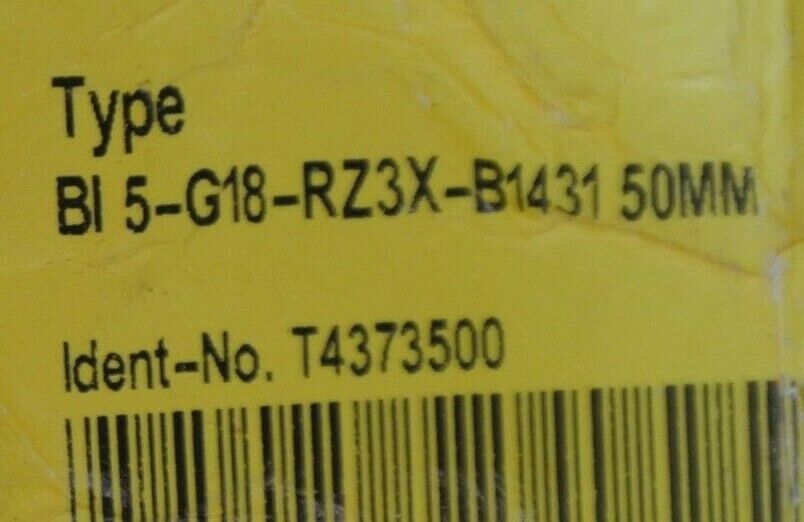 Type
BI 5-G18-RZ3X-B1431 50MM
Ident-No. T4373500